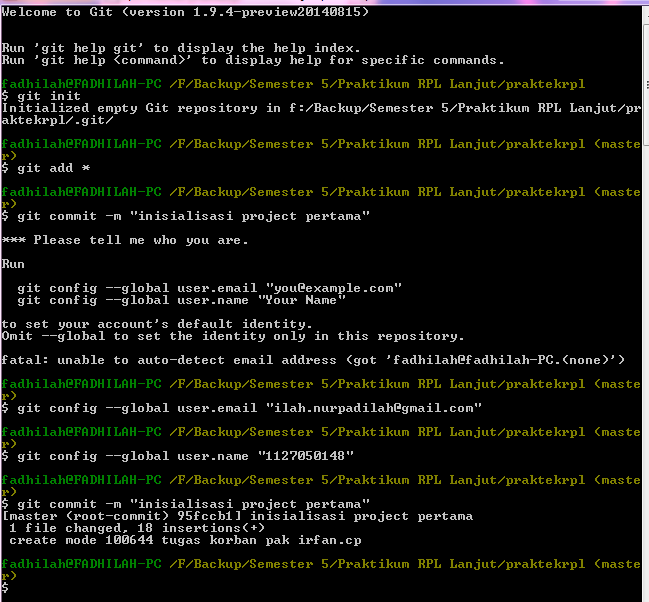 Welcome to Git (version 1.9.4-preview20140815)
Run 'git help git' to display the help index.
Run 'git help <command>' to display help for specific commands.
fadhilah@FADHILAH-PC /F/Backup/Semester 5/Praktikum RPL Lanjut/praktekrpl
$ git init
Initialized empty Git repository in f:/Backup/Semester 5/Praktikum RPL Lanjut/pr
aktekrpl/.git/
fadhilah@FADHILAH-PC /F/Backup/Semester 5/Praktikum RPL Lanjut/praktekrpl (maste
r)
$ git add *
fadhilah@FADHILAH-PC /F/Backup/Semester 5/Praktikum RPL Lanjut/praktekrpl (maste
r)
$ git commit -m "inisialisasi project pertama"
*** Please tell me who you are.
Run
git config --global user.email "you@example.com"
git config --global user.name "Your Name"
to set your account's default identity.
Omit --global to set the identity only in this repository.
fatal: unable to auto-detect email address (got 'fadhilah@fadhilah-PC.(none)')
fadhilah@FADHILAH-PC /F/Backup/Semester 5/Praktikum RPL Lanjut/praktekrpl (maste
r)
$ git config --global user.email "ilah.nurpadilah@gmail.com"
fadhilah@FADHILAH-PC /F/Backup/Semester 5/Praktikum RPL Lanjut/praktekrpl (maste
r)
$ git config --global user.name "1127050148"
fadhilah@FADHILAH-PC /F/Backup/Semester 5/Praktikum RPL Lanjut/praktekrpl (maste
r)
$ git commit -m "inisialisasi project pertama"
[master (root-commit) 95fccb1] inisialisasi project pertama
1 file changed, 18 insertions(+)
create mode 100644 tugas korban pak irfan.cp
fadhilah@FADHILAH-PC /F/Backup/Semester 5/Praktikum RPL Lanjut/praktekrpl (maste
r)
$